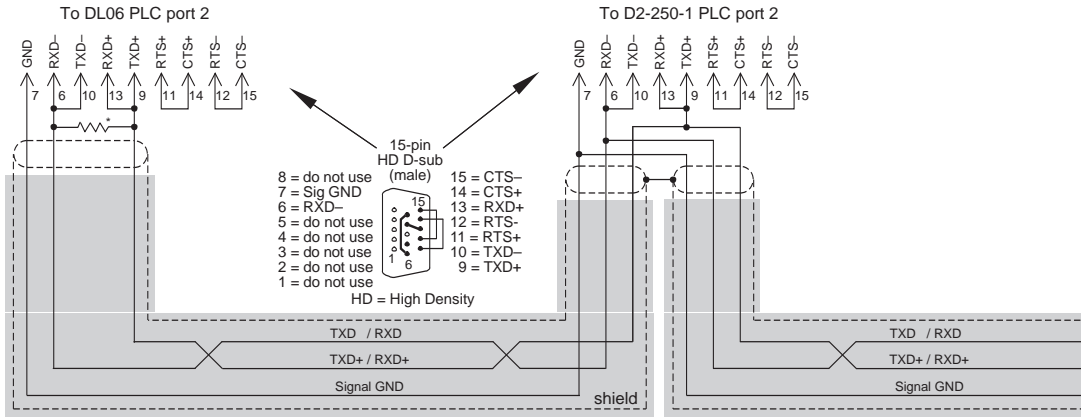 To DL06 PLC port 2
To D2-250-1 PLC port 2
GND
RXD–
TXD–
RXD+
TXD+
RTS+
CTS+
RTS–
CTS–
7
6
10
13
9
11
14
12
15
*
GND
RXD–
TXD–
RXD+
TXD+
RTS+
CTS+
RTS–
CTS–
7
6
10
13
9
11
14
12
15
15-pin
HD D-sub
(male)
8 = do not use
7 = Sig GND
6 = RXD–
5 = do not use
4 = do not use
3 = do not use
2 = do not use
1 = do not use
15
1
6
15 = CTS–
14 = CTS+
13 = RXD+
12 = RTS-
11 = RTS+
10 = TXD–
9 = TXD+
HD = High Density
TXD / RXD
TXD+ / RXD+
Signal GND
shield
TXD / RXD
TXD+ / RXD+
Signal GND